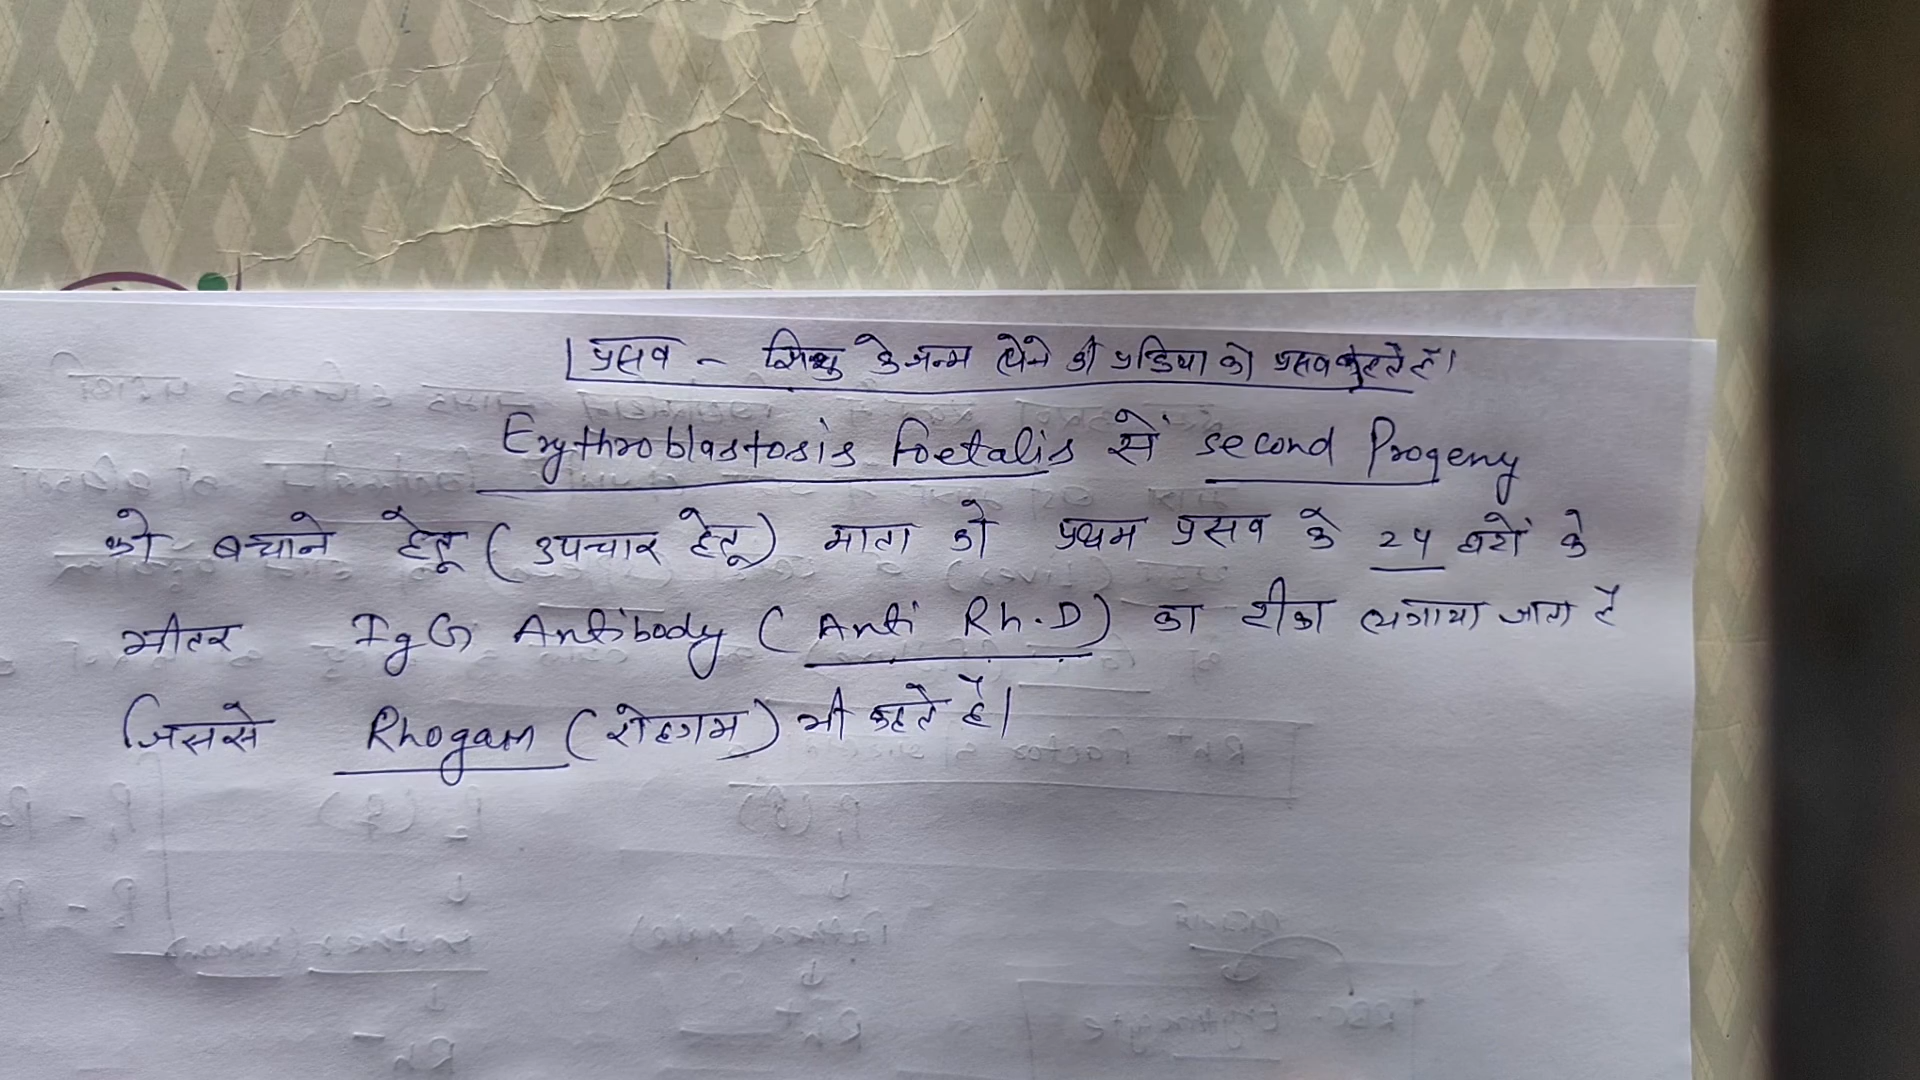 प्रसव - शिशु के जन्म लेने की प्रक्रिया को प्रसव कहते हैं।
Erythroblastosis Foetalis से second Progeny
को बचाने हेतू (उपचार हेतू) माता को प्रथम प्रसव के 24 घंटों के
भीतर IgG Antibody (Anti Rh.D) का टीका लगाया जाता है
जिससे Rhogam (रोहगम) भी कहते हैं।